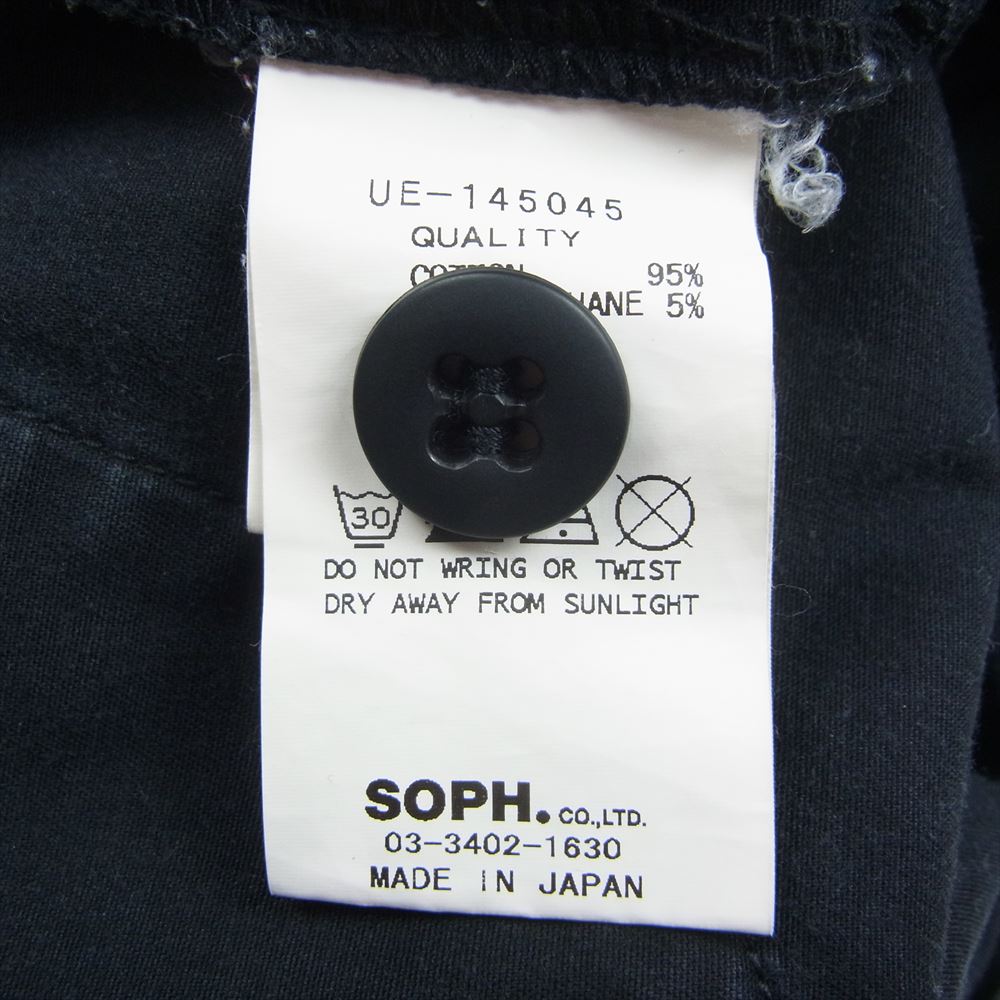 UE-145045
QUALITY
COTTON 95%
5%
30
DO NOT WRING OR TWIST
DRY AWAY FROM SUNLIGHT
SOPH. CO.,LTD.
03-3402-1630
MADE IN JAPAN